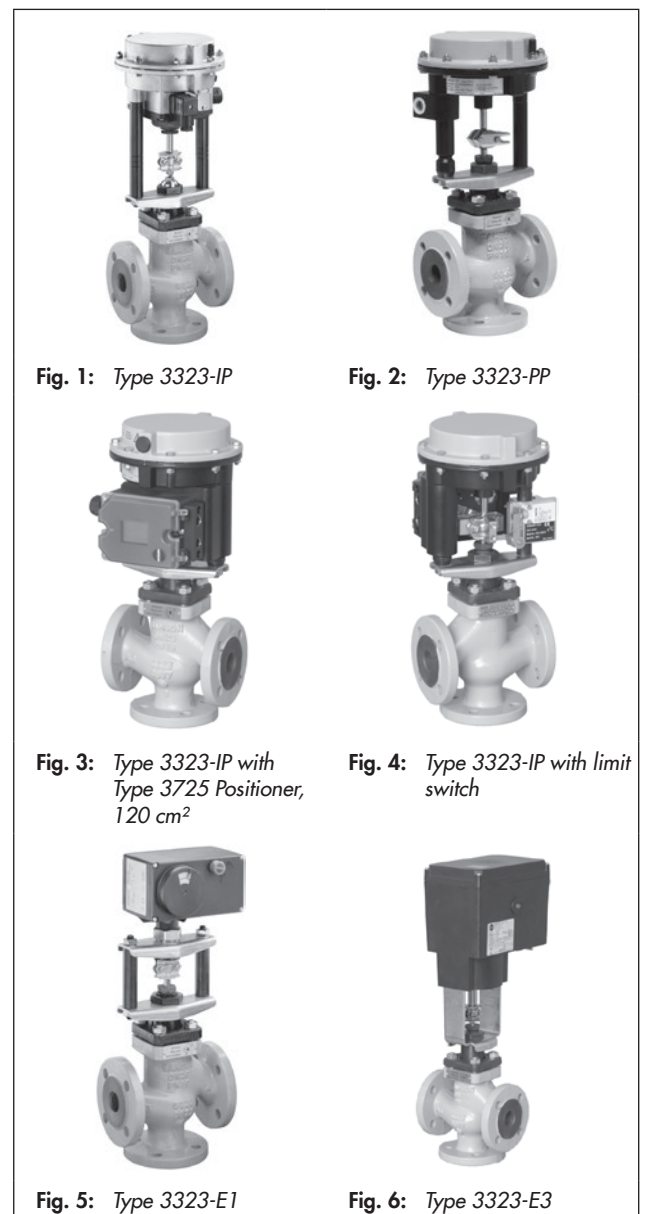 Fig. 1: Type 3323-IP
Fig. 2: Type 3323-PP
Fig. 3: Type 3323-IP with
Type 3725 Positioner,
120 cm²
Fig. 4: Type 3323-IP with limit
switch
Fig. 5: Type 3323-E1
Fig. 6: Type 3323-E3